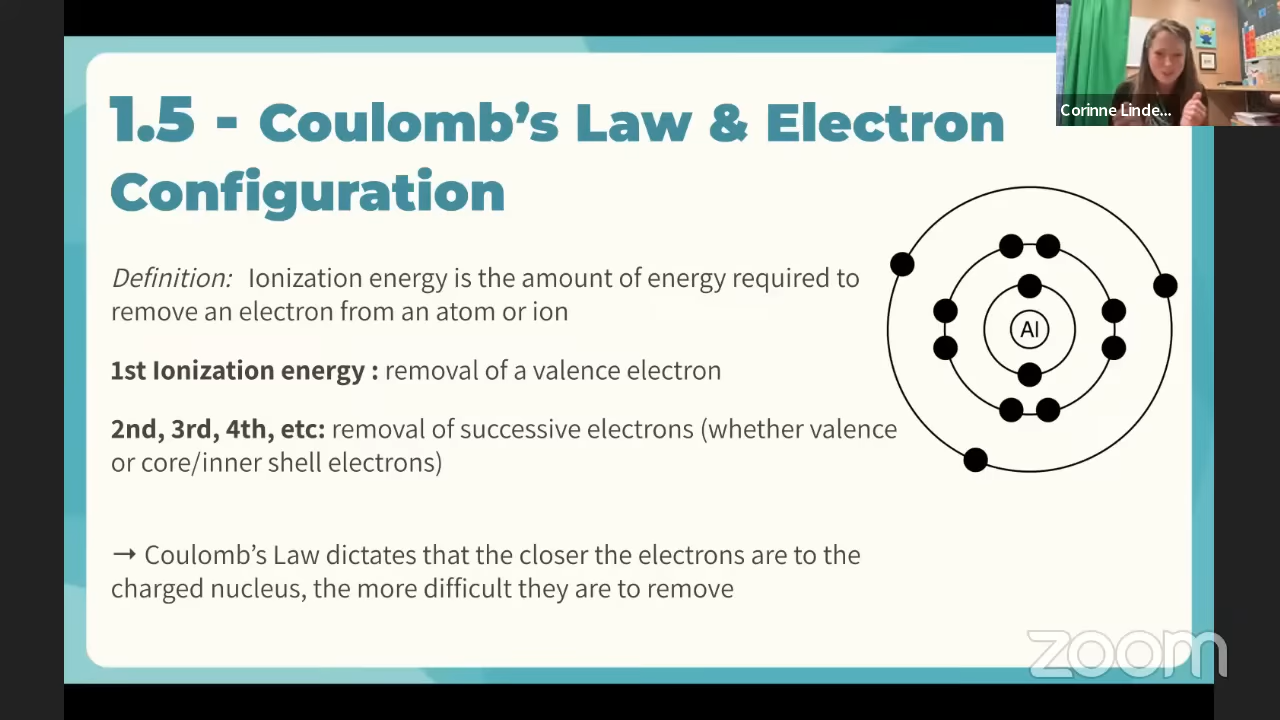 1.5 - Coulomb’s Law & Electron
Configuration
Corinne Linde...
Definition: Ionization energy is the amount of energy required to
remove an electron from an atom or ion
1st Ionization energy : removal of a valence electron
2nd, 3rd, 4th, etc: removal of successive electrons (whether valence
or core/inner shell electrons)
→ Coulomb’s Law dictates that the closer the electrons are to the
charged nucleus, the more difficult they are to remove
Al
zoom